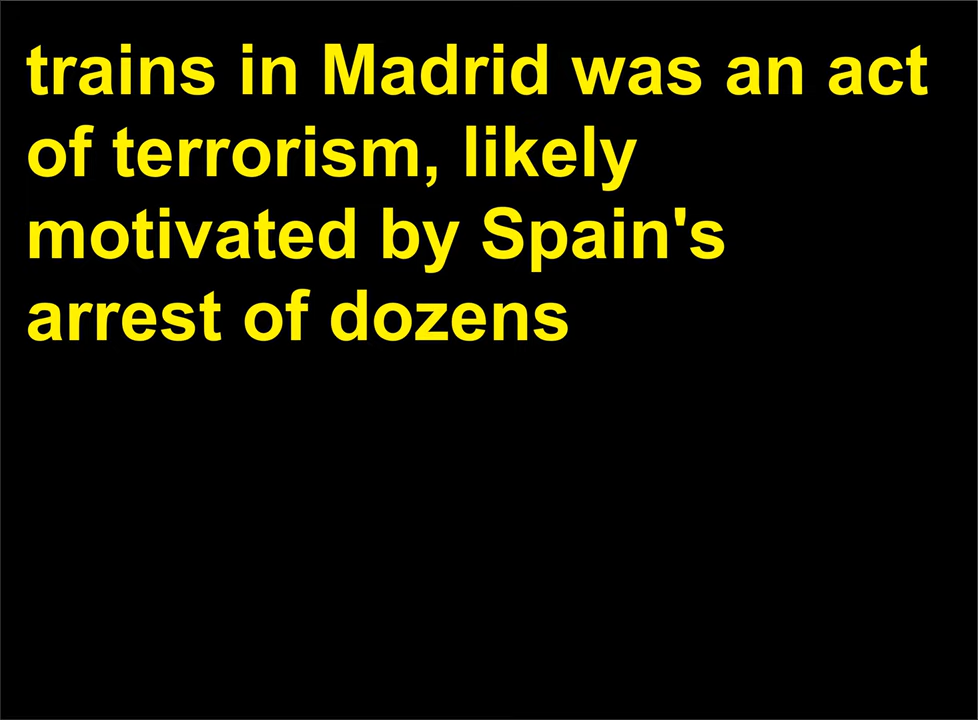 trains in Madrid was an act
of terrorism, likely
motivated by Spain's
arrest of dozens